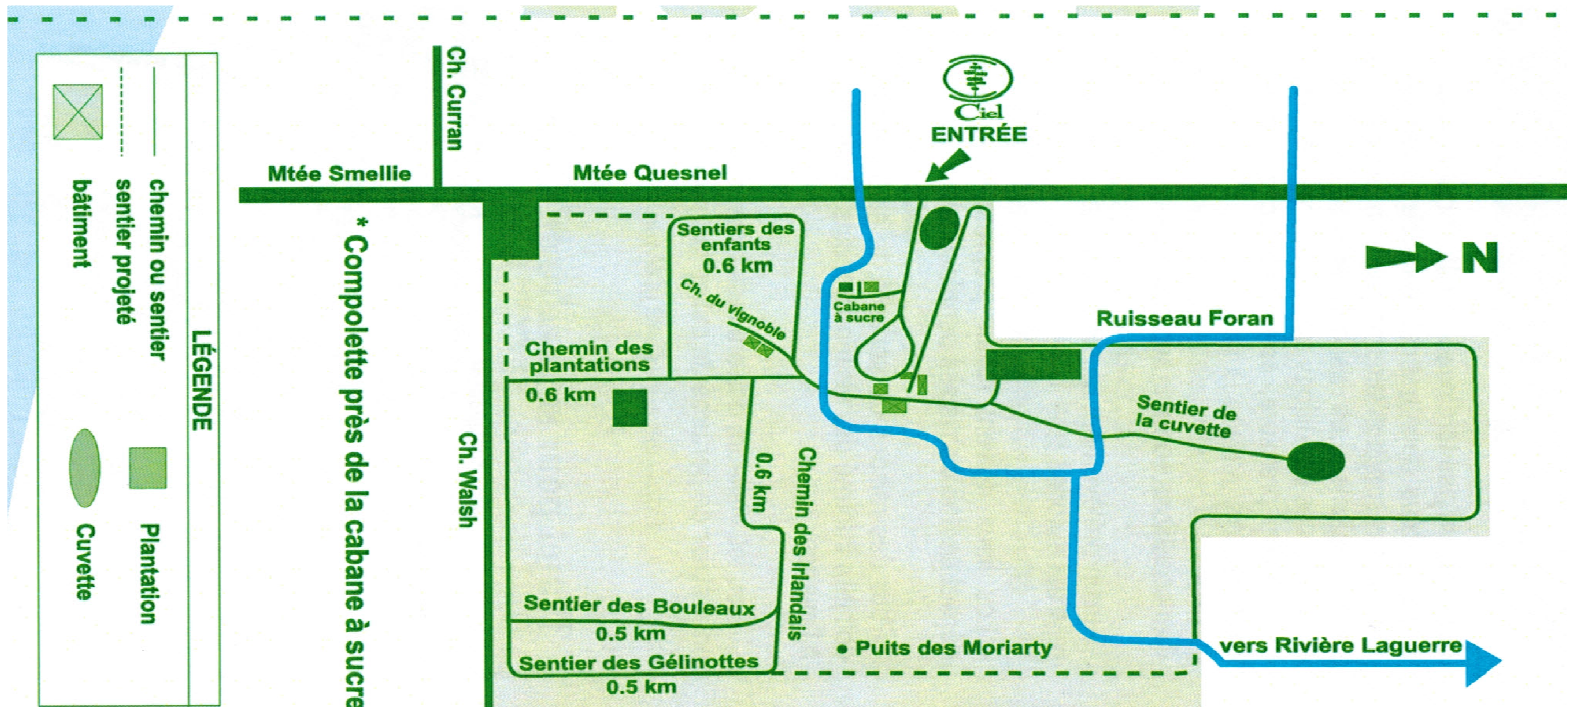 LÉGENDE
chemin ou sentier
sentier projeté
bâtiment
Plantation
Cuvette
* Compolette près de la cabane à sucre
Ch. Curran
Mtée Smellie
Mtée Quesnel
Ciel
ENTRÉE
N
Sentiers des
enfants
0.6 km
Ch. du vignoble
Cabane
à sucre
Ruisseau Foran
Chemin des
plantations
0.6 km
Sentier de
la cuvette
Ch. Walsh
0.6 km
Chemin des Irlandais
Sentier des Bouleaux
0.5 km
Sentier des Gélinottes
0.5 km
Puits des Moriarty
vers Rivière Laguerre